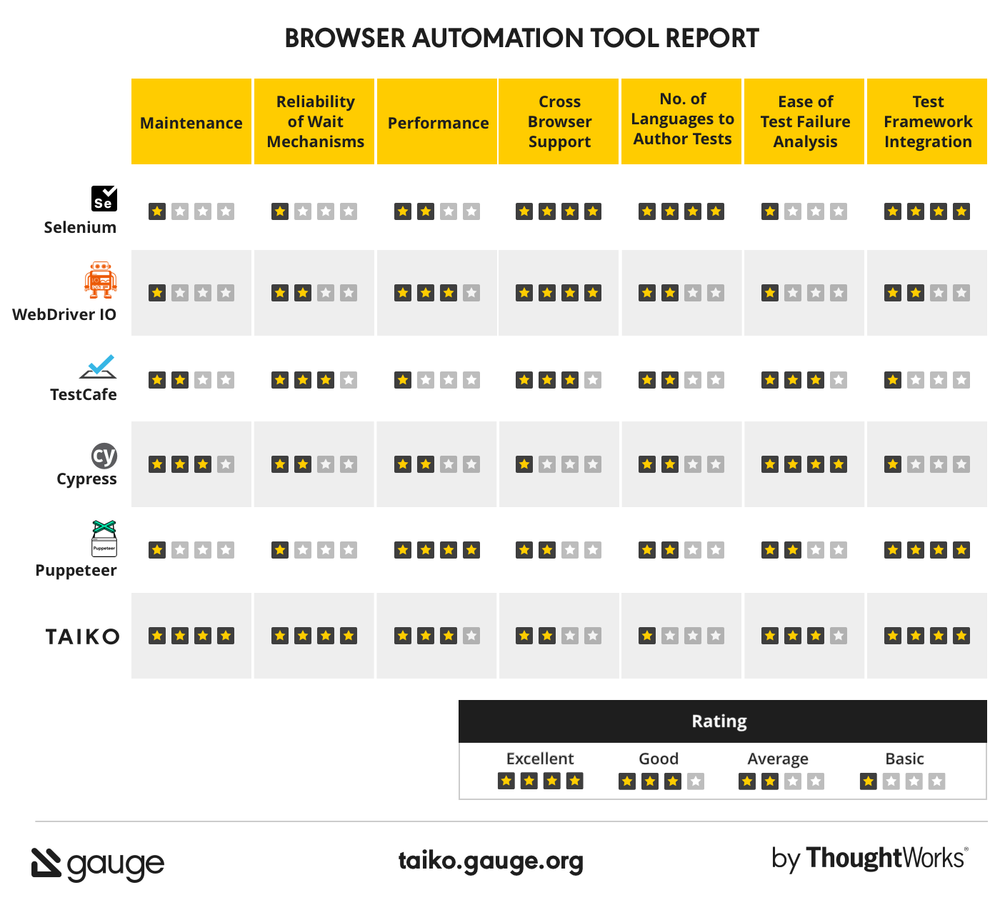 BROWSER AUTOMATION TOOL REPORT
Maintenance
Reliability
of Wait
Mechanisms
Performance
Cross
Browser
Support
No. of
Languages to
Author Tests
Ease of
Test Failure
Analysis
Test
Framework
Integration
Se
Selenium
WebDriver IO
TestCafe
cy
Cypress
Puppeteer
Puppeteer
TAIKO
Rating
Excellent
Good
Average
Basic
gauge
taiko.gauge.org
by ThoughtWorks®